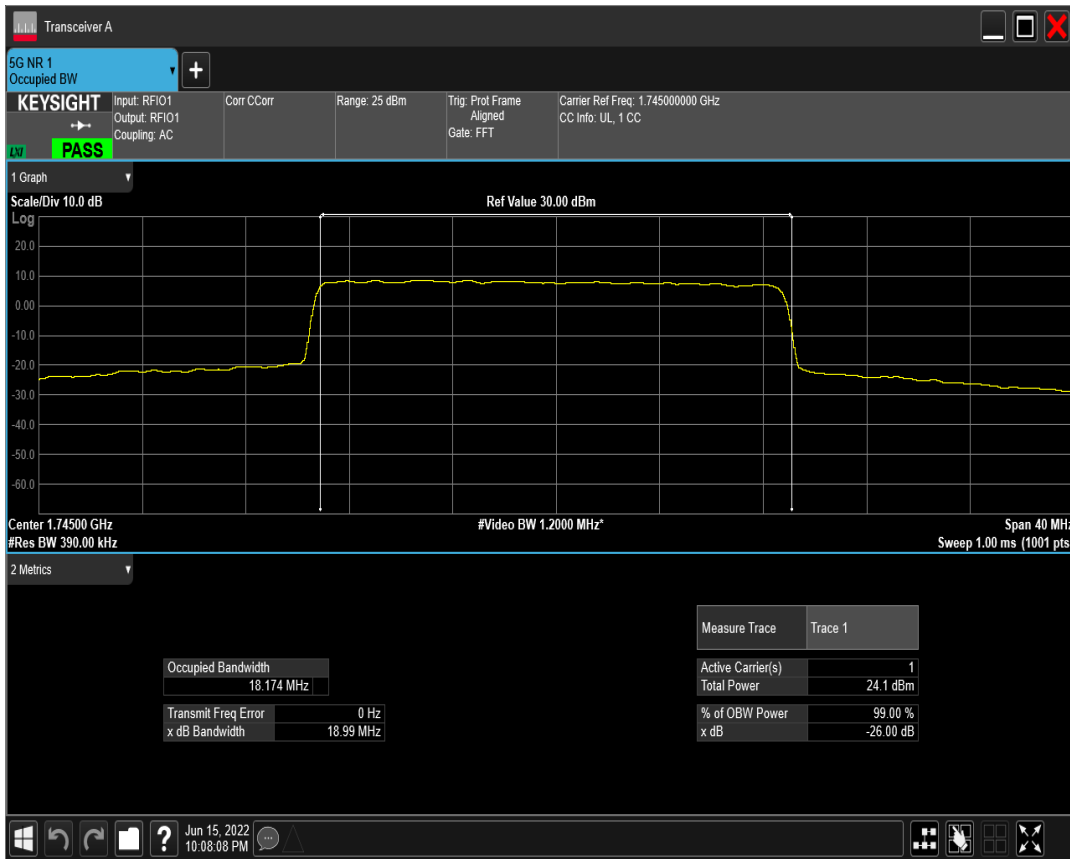 Transceiver A
5G NR 1
Occupied BW
+
KEYSIGHT
LXI
PASS
Input: RFIO1
Output: RFIO1
Coupling: AC
Corr CCorr
Range: 25 dBm
Trig: Prot Frame
Aligned
Gate: FFT
Carrier Ref Freq: 1.745000000 GHz
CC Info: UL, 1 CC
1 Graph
Scale/Div 10.0 dB
Ref Value 30.00 dBm
Log
20.0
10.0
0.00
-10.0
-20.0
-30.0
-40.0
-50.0
-60.0
Center 1.74500 GHz
#Video BW 1.2000 MHz*
Span 40 MHz
#Res BW 390.00 kHz
Sweep 1.00 ms (1001 pts
2 Metrics
Measure Trace Trace 1
Occupied Bandwidth
18.174 MHz
Active Carrier(s) 1
Total Power 24.1 dBm
Transmit Freq Error 0 Hz
x dB Bandwidth 18.99 MHz
% of OBW Power 99.00 %
x dB -26.00 dB
?
Jun 15, 2022
10:08:08 PM